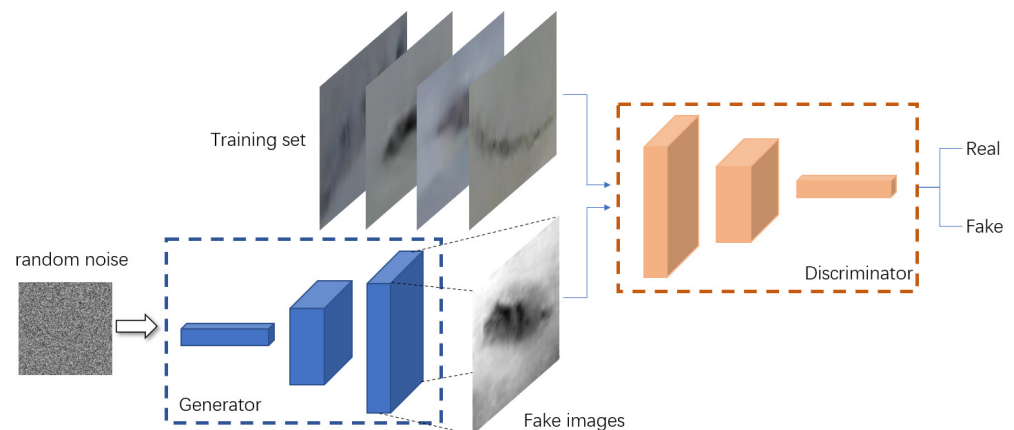 Training set
Real
Fake
random noise
Discriminator
Generator
Fake images